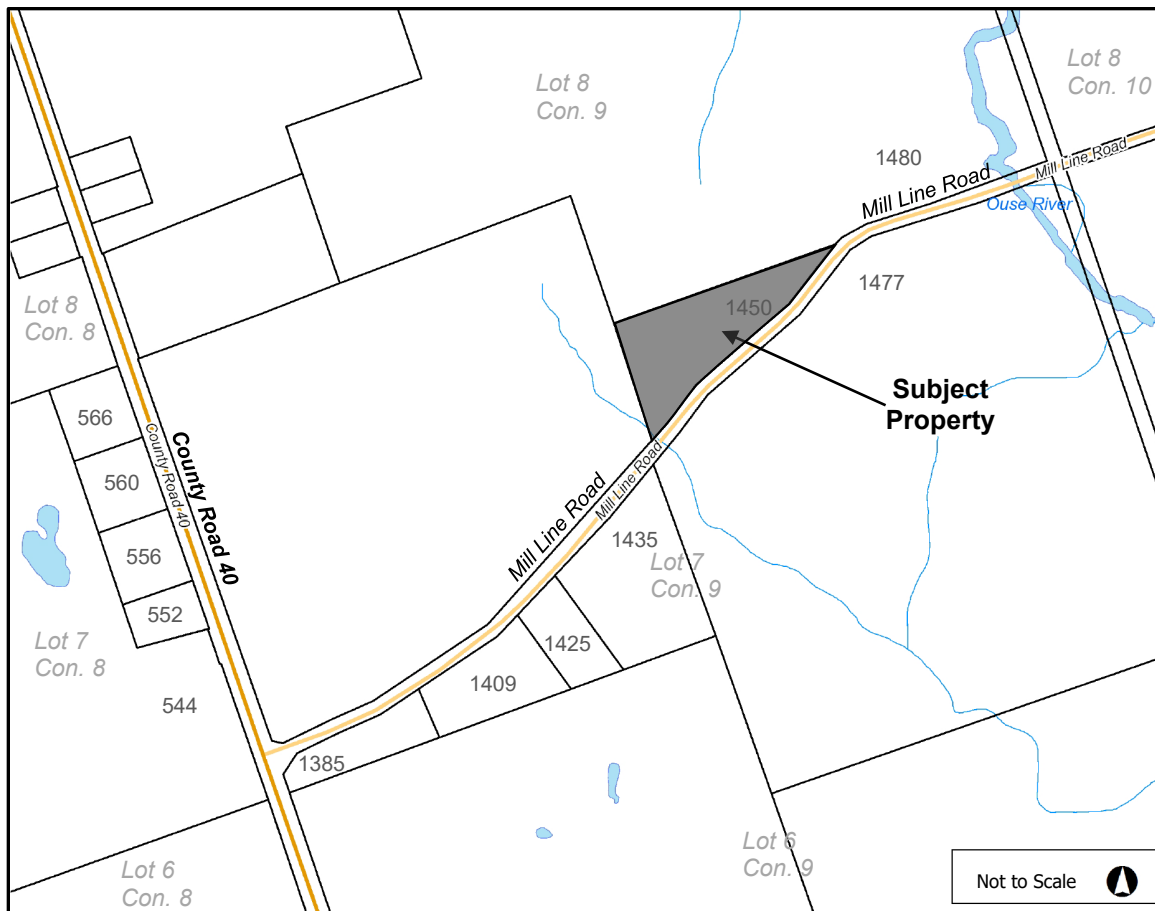 Lot 8
Con. 9
Lot 8
Con. 10
1480
Mill Line Road
Mill Line Road
Ouse River
1477
1450
Lot 8
Con. 8
Subject
Property
566
County Road 40
County Road 40
560
556
552
Mill Line Road
Mill Line Road
1435
Lot 7
Con. 9
Lot 7
Con. 8
1425
1409
544
1385
Lot 6
Con. 8
Lot 6
Con. 9
Not to Scale